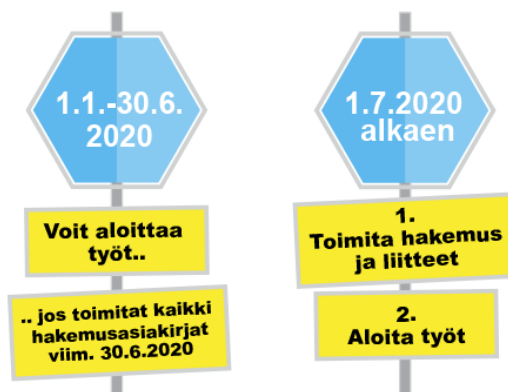 1.1.-30.6.
2020
Voit aloittaa
työt..
.. jos toimitat kaikki
hakemusasiakirjat
viim. 30.6.2020
1.7.2020
alkaen
1.
Toimita hakemus
ja liitteet
2.
Aloita työt